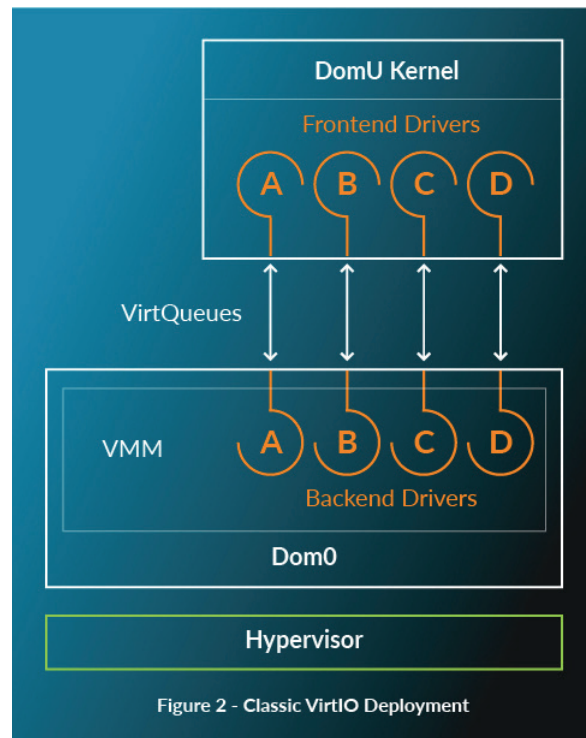 DomU Kernel
Frontend Drivers
A B C D
VirtQueues
VMM
A B C D
Backend Drivers
Dom0
Hypervisor
Figure 2 - Classic VirtIO Deployment